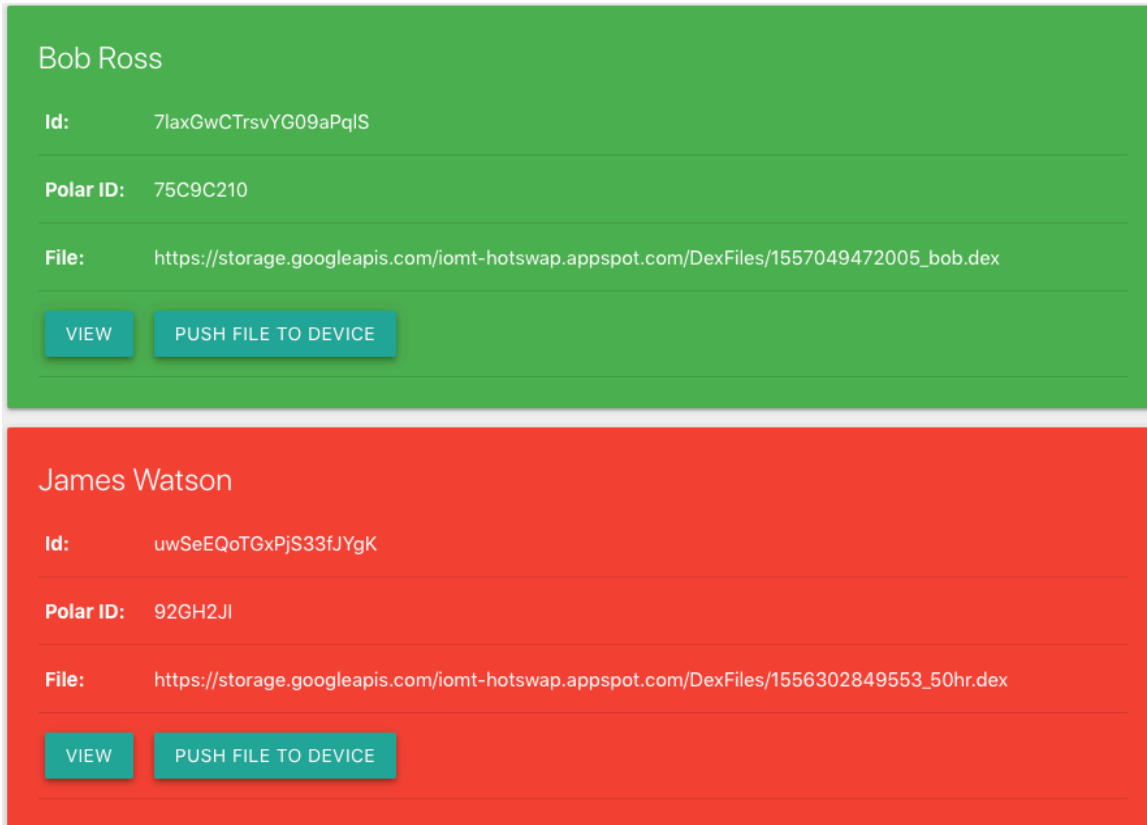 Bob Ross
Id: 7laxGwCTrsvYG09aPqlS
Polar ID: 75C9C210
File: https://storage.googleapis.com/iomt-hotswap.appspot.com/DexFiles/1557049472005_bob.dex
VIEW PUSH FILE TO DEVICE
James Watson
Id: uwSeEQoTGxPjS33fJYgK
Polar ID: 92GH2JI
File: https://storage.googleapis.com/iomt-hotswap.appspot.com/DexFiles/1556302849553_50hr.dex
VIEW PUSH FILE TO DEVICE